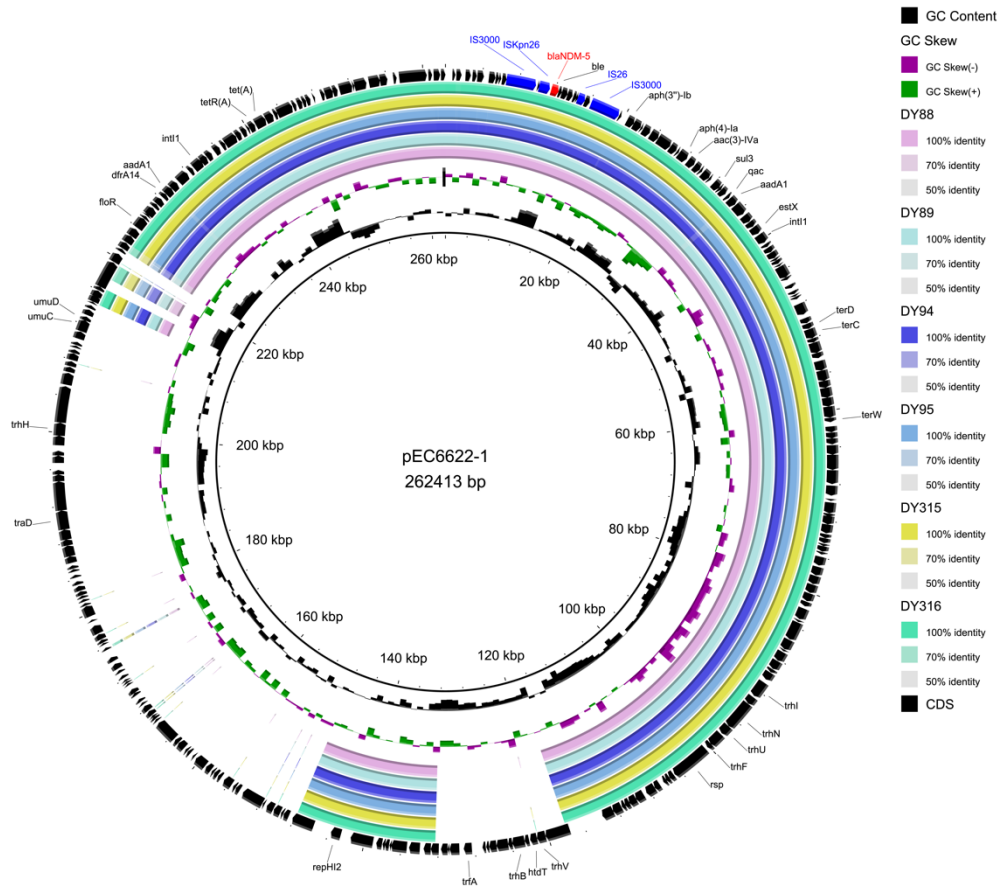 IS3000
ISKpn26
blaNDM-5
ble
IS26
IS3000
aph(3")-Ib
aph(4)-Ia
aac(3)-IVa
sul3
qac
aadA1
estX
intI1
terD
terC
terW
trhI
trhN
trhU
trhF
rsp
trhV
htdT
trhB
trfA
repHI2
traD
trhH
umuC
umuD
floR
dfrA14
aadA1
intI1
tetR(A)
tet(A)
20 kbp
40 kbp
60 kbp
80 kbp
100 kbp
120 kbp
140 kbp
160 kbp
180 kbp
200 kbp
220 kbp
240 kbp
260 kbp
pEC6622-1
262413 bp
GC Content
GC Skew
GC Skew(-)
GC Skew(+)
DY88
100% identity
70% identity
50% identity
DY89
100% identity
70% identity
50% identity
DY94
100% identity
70% identity
50% identity
DY95
100% identity
70% identity
50% identity
DY315
100% identity
70% identity
50% identity
DY316
100% identity
70% identity
50% identity
CDS